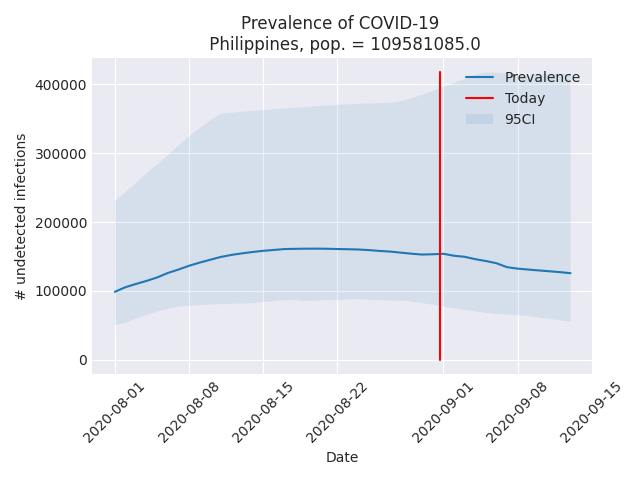 Prevalence of COVID-19
Philippines, pop. = 109581085.0
Prevalence
Today
95CI
# undetected infections
400000
300000
200000
100000
0
2020-08-01
2020-08-08
2020-08-15
2020-08-22
2020-09-01
2020-09-08
2020-09-15
Date